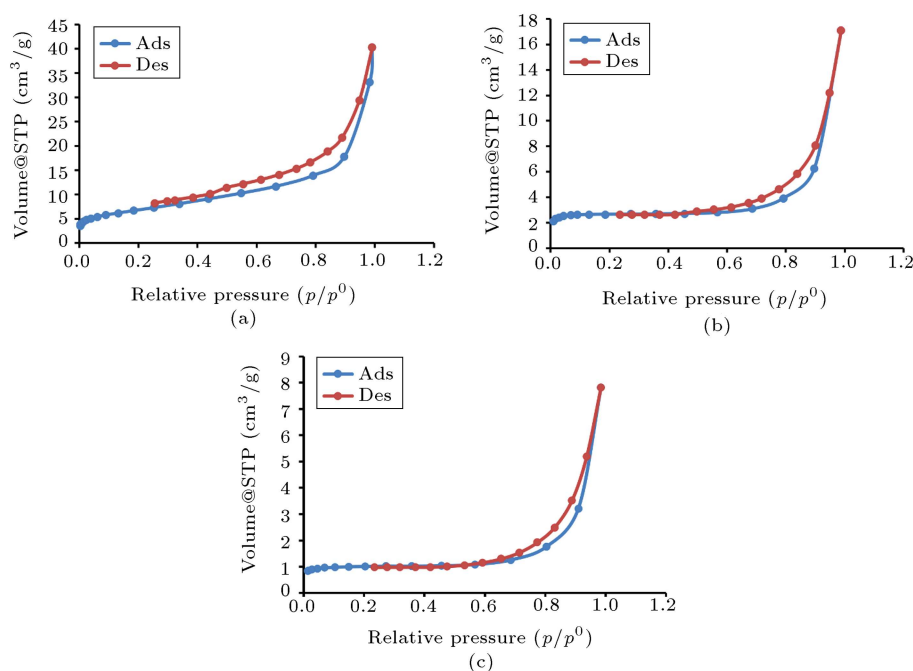 45
40
35
30
25
20
15
10
5
0
Volume@STP (cm³/g)
Ads
Des
0.0 0.2 0.4 0.6 0.8 1.0 1.2
Relative pressure (p/p⁰)
(a)
18
16
14
12
10
8
6
4
2
0
Volume@STP (cm³/g)
Ads
Des
0.0 0.2 0.4 0.6 0.8 1.0 1.2
Relative pressure (p/p⁰)
(b)
9
8
7
6
5
4
3
2
1
0
Volume@STP (cm³/g)
Ads
Des
0.0 0.2 0.4 0.6 0.8 1.0 1.2
Relative pressure (p/p⁰)
(c)